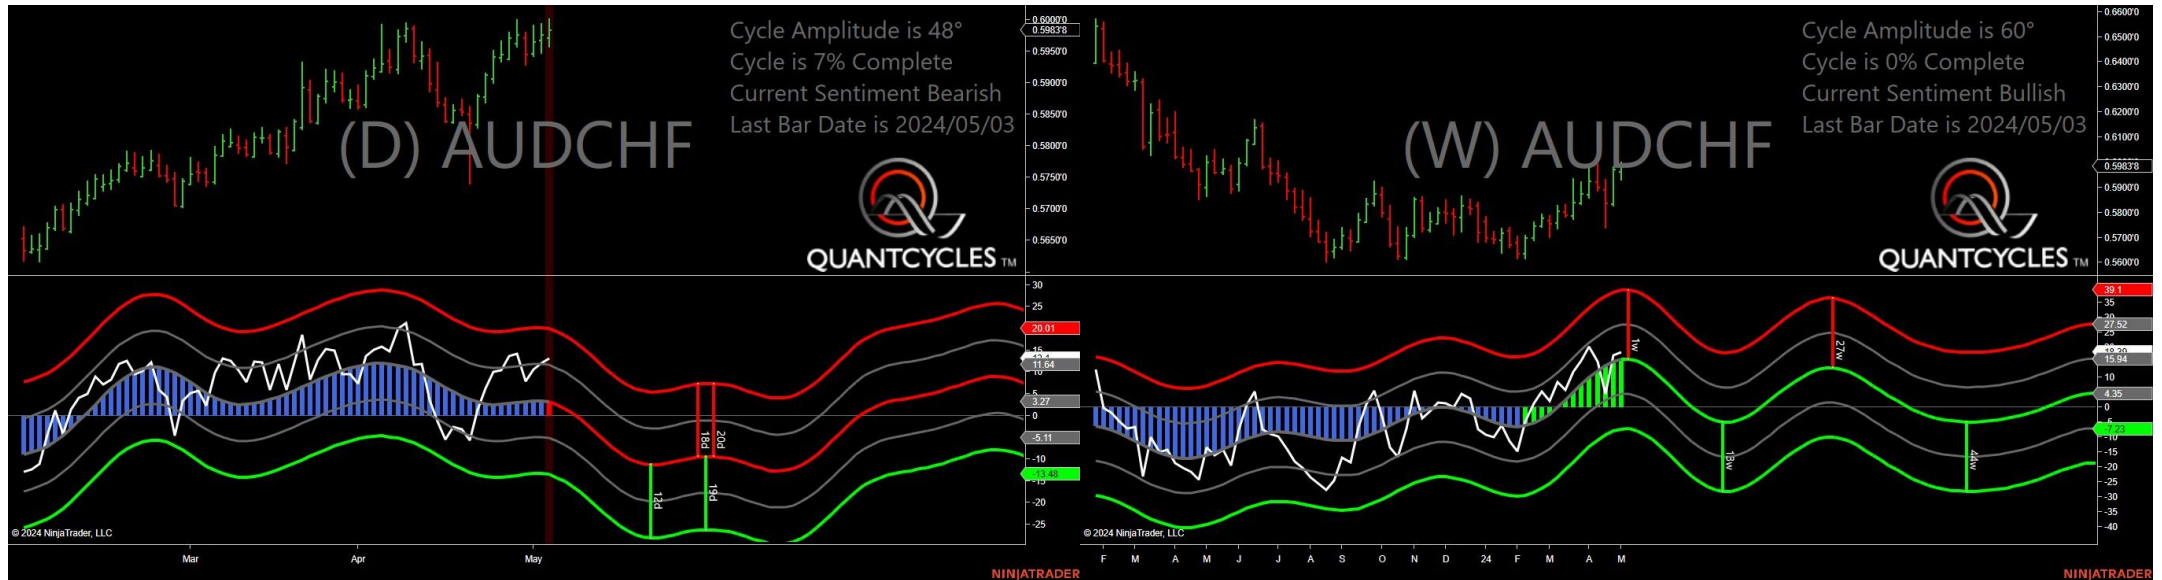 Cycle Amplitude is 48°
Cycle is 7% Complete
Current Sentiment Bearish
Last Bar Date is 2024/05/03
(D) AUDCHF
QUANTCYCLES TM
0.6000'0
0.5983'8
0.5950'0
0.5900'0
0.5850'0
0.5800'0
0.5750'0
0.5700'0
0.5650'0
30
25
20.01
15
11.64
5
3.27
0
-5.11
-10
-13.48
-15
-20
-25
12d
18d
19d
20d
© 2024 NinjaTrader, LLC
Mar Apr May
NINJATRADER
Cycle Amplitude is 60°
Cycle is 0% Complete
Current Sentiment Bullish
Last Bar Date is 2024/05/03
(W) AUDCHF
QUANTCYCLES TM
0.6600'0
0.6500'0
0.6400'0
0.6300'0
0.6200'0
0.6100'0
0.5983'8
0.5900'0
0.5800'0
0.5700'0
0.5600'0
39.1
35
30
27.52
25
15.94
10
4.35
0
-7.23
-10
-15
-20
-25
-30
-35
-40
1w
13w
27w
44w
© 2024 NinjaTrader, LLC
F M A M J J A S O N D 24 F M A M
NINJATRADER